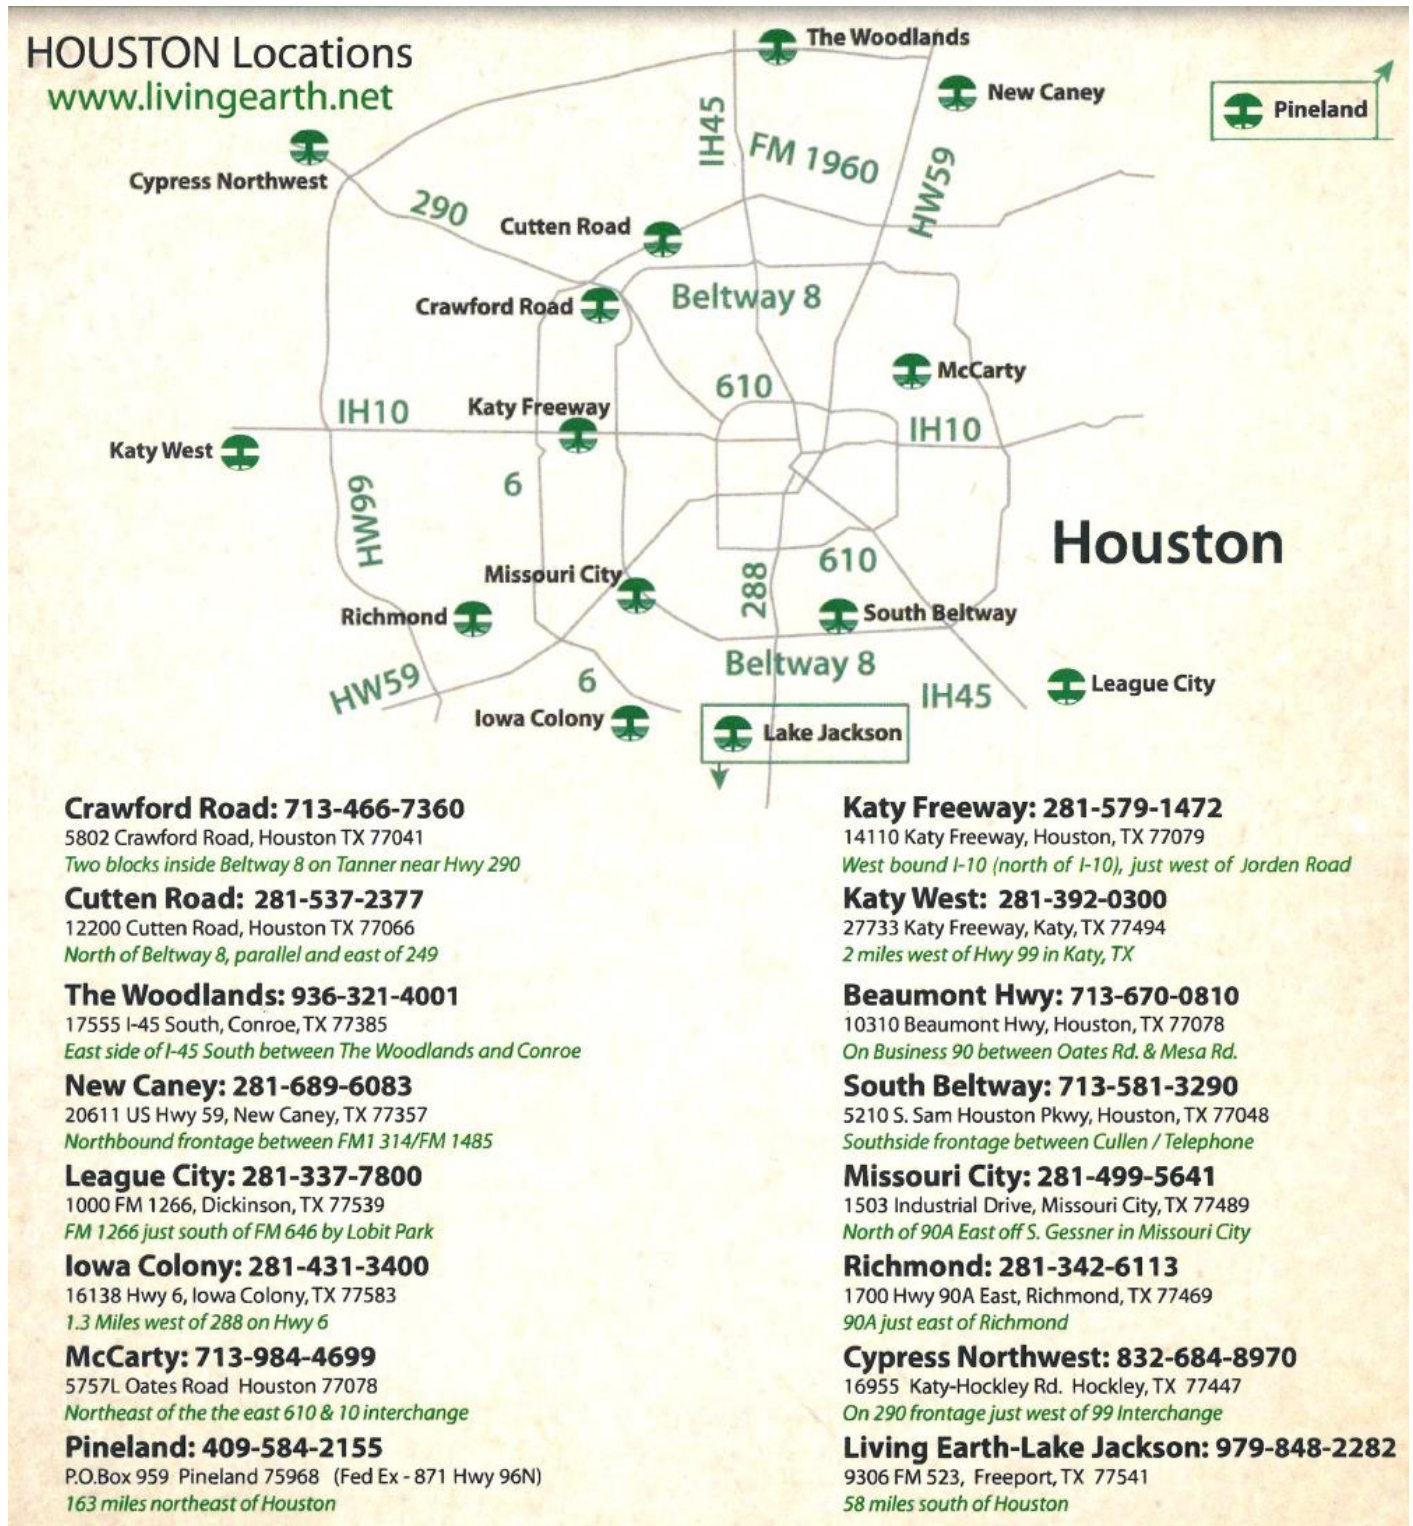 HOUSTON Locations
www.livingearth.net
The Woodlands
New Caney
Pineland
IH45
FM 1960
HW59
Cypress Northwest
290
Cutten Road
Crawford Road
Beltway 8
McCarty
610
IH10
Katy Freeway
IH10
Katy West
6
HW99
Houston
Missouri City
288
610
Richmond
South Beltway
HW59
6
Beltway 8
IH45
League City
Iowa Colony
Lake Jackson
Crawford Road: 713-466-7360
5802 Crawford Road, Houston TX 77041
Two blocks inside Beltway 8 on Tanner near Hwy 290
Cutten Road: 281-537-2377
12200 Cutten Road, Houston TX 77066
North of Beltway 8, parallel and east of 249
The Woodlands: 936-321-4001
17555 I-45 South, Conroe, TX 77385
East side of I-45 South between The Woodlands and Conroe
New Caney: 281-689-6083
20611 US Hwy 59, New Caney, TX 77357
Northbound frontage between FM1 314/FM 1485
League City: 281-337-7800
1000 FM 1266, Dickinson, TX 77539
FM 1266 just south of FM 646 by Lobit Park
Iowa Colony: 281-431-3400
16138 Hwy 6, Iowa Colony, TX 77583
1.3 Miles west of 288 on Hwy 6
McCarty: 713-984-4699
5757L Oates Road Houston 77078
Northeast of the the east 610 & 10 interchange
Pineland: 409-584-2155
P.O.Box 959 Pineland 75968 (Fed Ex - 871 Hwy 96N)
163 miles northeast of Houston
Katy Freeway: 281-579-1472
14110 Katy Freeway, Houston, TX 77079
West bound I-10 (north of I-10), just west of Jorden Road
Katy West: 281-392-0300
27733 Katy Freeway, Katy, TX 77494
2 miles west of Hwy 99 in Katy, TX
Beaumont Hwy: 713-670-0810
10310 Beaumont Hwy, Houston, TX 77078
On Business 90 between Oates Rd. & Mesa Rd.
South Beltway: 713-581-3290
5210 S. Sam Houston Pkwy, Houston, TX 77048
Southside frontage between Cullen / Telephone
Missouri City: 281-499-5641
1503 Industrial Drive, Missouri City, TX 77489
North of 90A East off S. Gessner in Missouri City
Richmond: 281-342-6113
1700 Hwy 90A East, Richmond, TX 77469
90A just east of Richmond
Cypress Northwest: 832-684-8970
16955 Katy-Hockley Rd. Hockley, TX 77447
On 290 frontage just west of 99 Interchange
Living Earth-Lake Jackson: 979-848-2282
9306 FM 523, Freeport, TX 77541
58 miles south of Houston